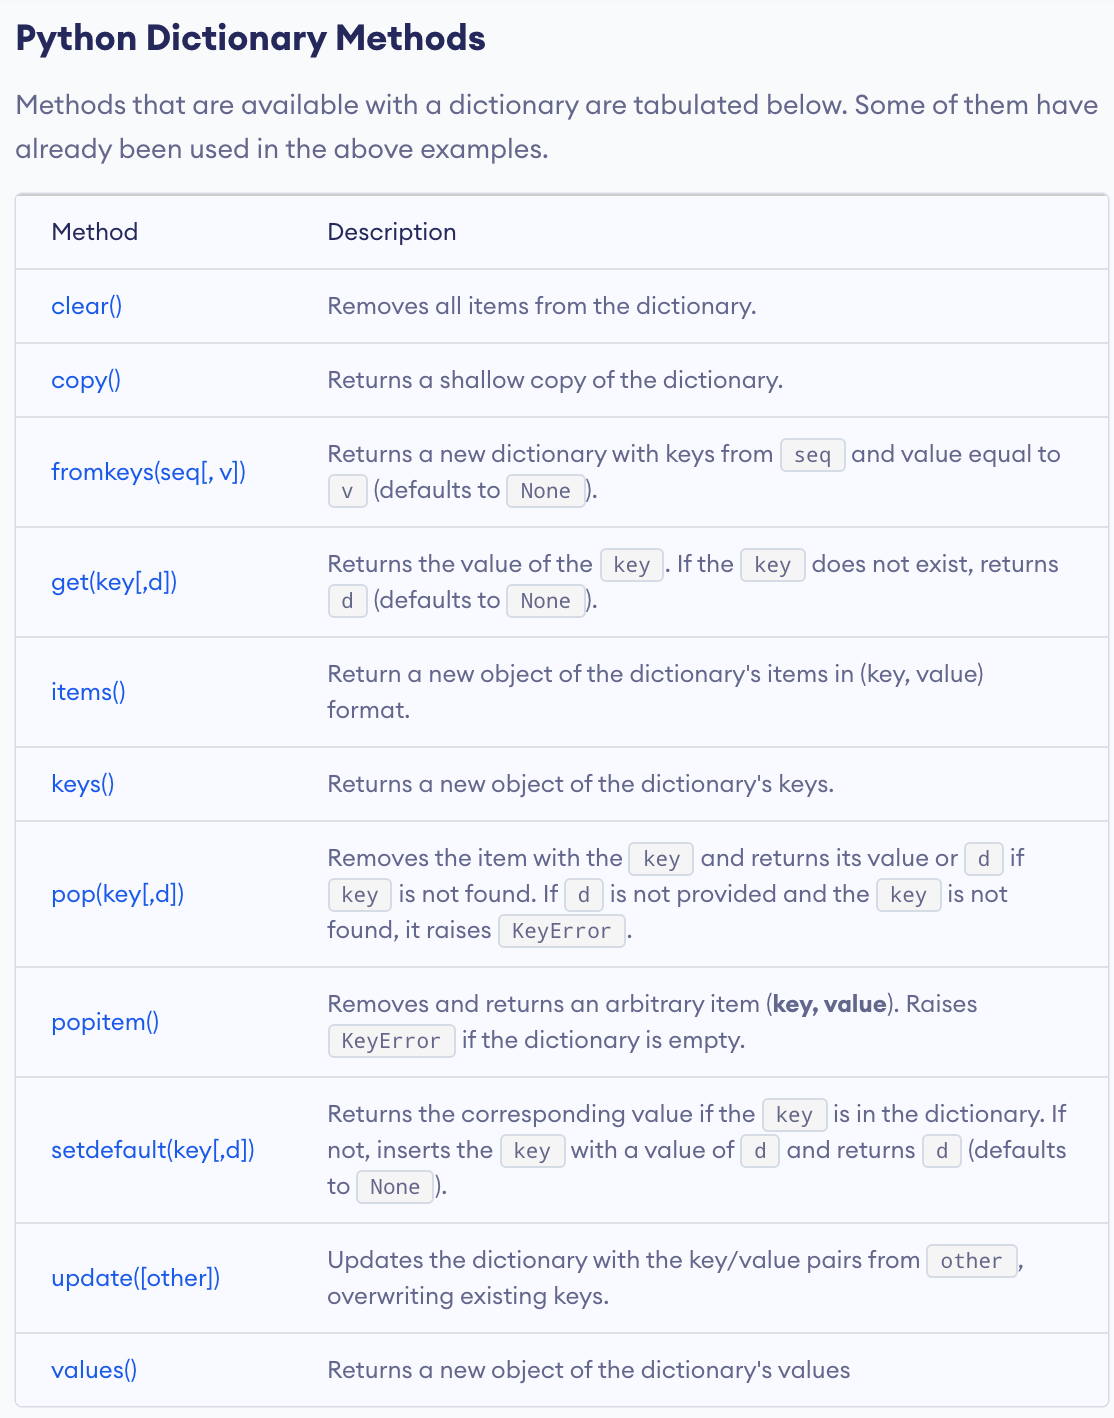 Python Dictionary Methods
Methods that are available with a dictionary are tabulated below. Some of them have
already been used in the above examples.
Method Description
clear() Removes all items from the dictionary.
copy() Returns a shallow copy of the dictionary.
fromkeys(seq[, v]) Returns a new dictionary with keys from seq and value equal to
v (defaults to None).
get(key[,d]) Returns the value of the key. If the key does not exist, returns
d (defaults to None).
items() Return a new object of the dictionary's items in (key, value)
format.
keys() Returns a new object of the dictionary's keys.
pop(key[,d]) Removes the item with the key and returns its value or d if
key is not found. If d is not provided and the key is not
found, it raises KeyError.
popitem() Removes and returns an arbitrary item (key, value). Raises
KeyError if the dictionary is empty.
setdefault(key[,d]) Returns the corresponding value if the key is in the dictionary. If
not, inserts the key with a value of d and returns d (defaults
to None).
update([other]) Updates the dictionary with the key/value pairs from other,
overwriting existing keys.
values() Returns a new object of the dictionary's values